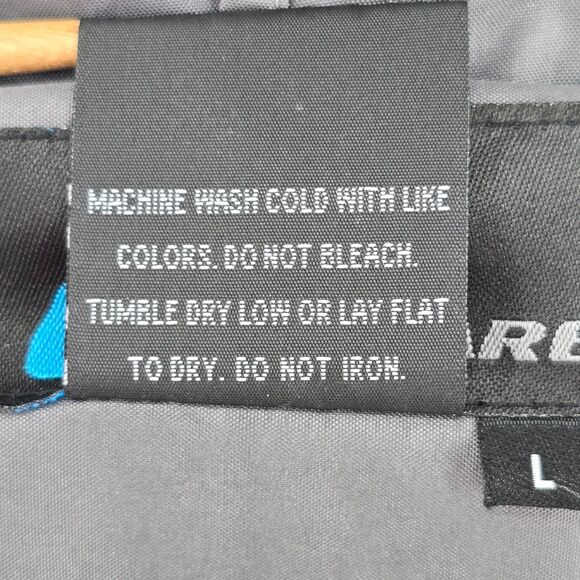 MACHINE WASH COLD WITH LIKE
COLORS. DO NOT BLEACH.
TUMBLE DRY LOW OR LAY FLAT
TO DRY. DO NOT IRON.
ARE
L